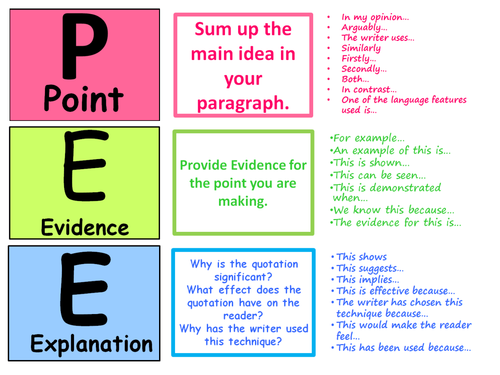 P
Point
Sum up the
main idea in
your
paragraph.
• In my opinion...
• Arguably...
• The writer uses...
• Similarly
• Firstly...
• Secondly...
• Both...
• In contrast...
• One of the language features
used is...
E
Evidence
Provide Evidence for
the point you are
making.
•For example...
•An example of this is...
•This is shown...
•This can be seen...
•This is demonstrated
when...
•We know this because...
•The evidence for this is...
E
Explanation
Why is the quotation
significant?
What effect does the
quotation have on the
reader?
Why has the writer used
this technique?
•This shows
•This suggests...
•This implies...
•This is effective because...
•The writer has chosen this
technique because...
•This would make the reader
feel...
•This has been used because...